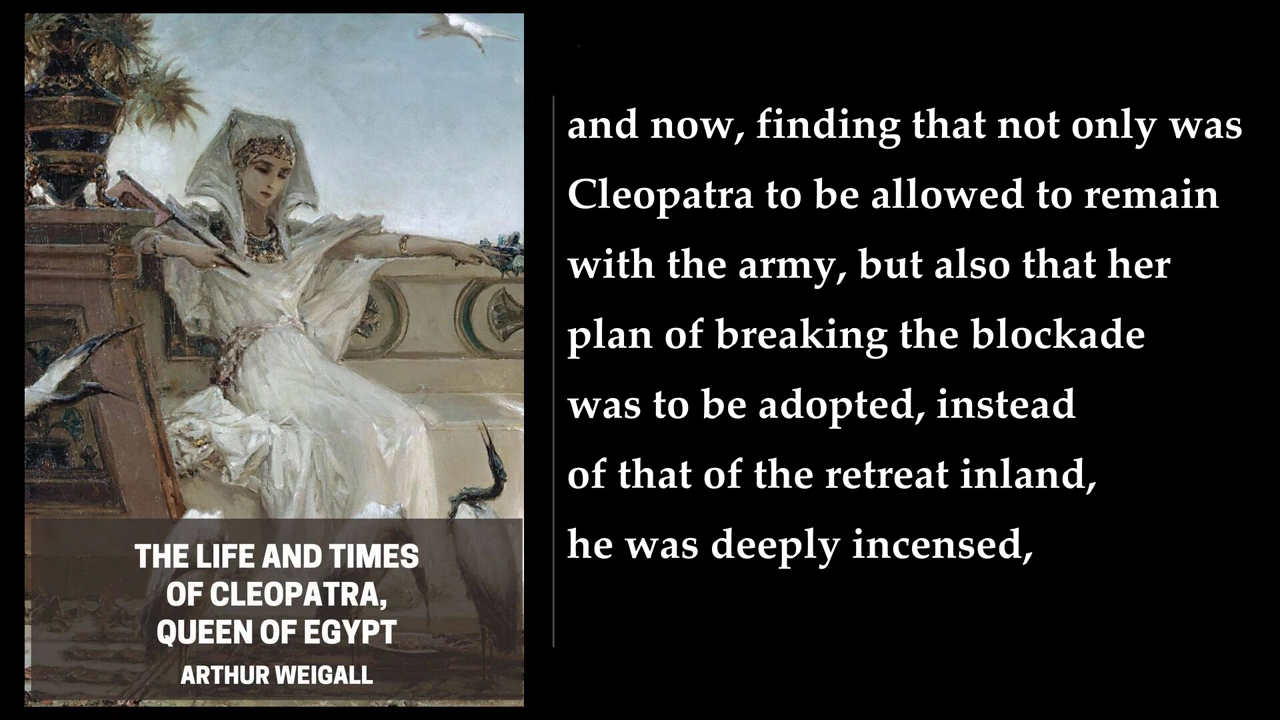 and now, finding that not only was
Cleopatra to be allowed to remain
with the army, but also that her
plan of breaking the blockade
was to be adopted, instead
of that of the retreat inland,
he was deeply incensed,
THE LIFE AND TIMES
OF CLEOPATRA,
QUEEN OF EGYPT
ARTHUR WEIGALL